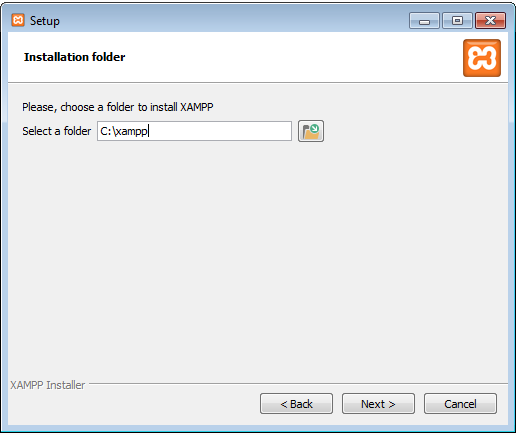 Setup
Installation folder
Please, choose a folder to install XAMPP
Select a folder C:\xampp
XAMPP Installer
< Back Next > Cancel